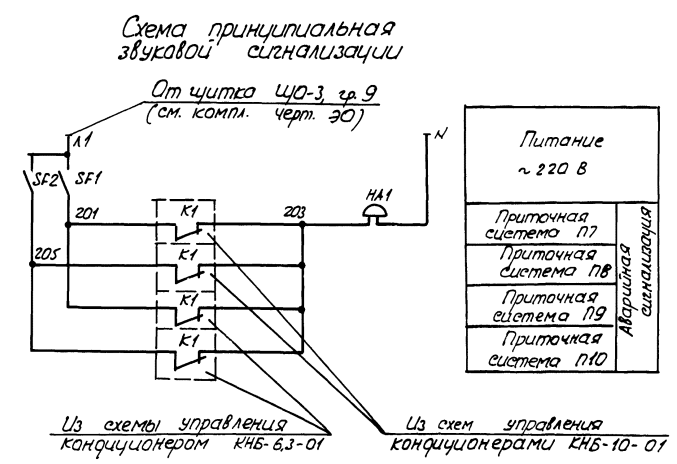 Схема принципиальная
звуковой сигнализации
От щитка ЩО-3, гр. 9
(см. компл. черт. ЭО)
Л1
N
SF2
SF1
201
К1
203
НА1
205
К1
К1
К1
Питание
~ 220 В
Приточная
система П7
Приточная
система П8
Приточная
система П9
Приточная
система П10
Аварийная
сигнализация
Из схемы управления
кондиционером КНБ-6,3-01
Из схем управления
кондиционерами КНБ-10-01